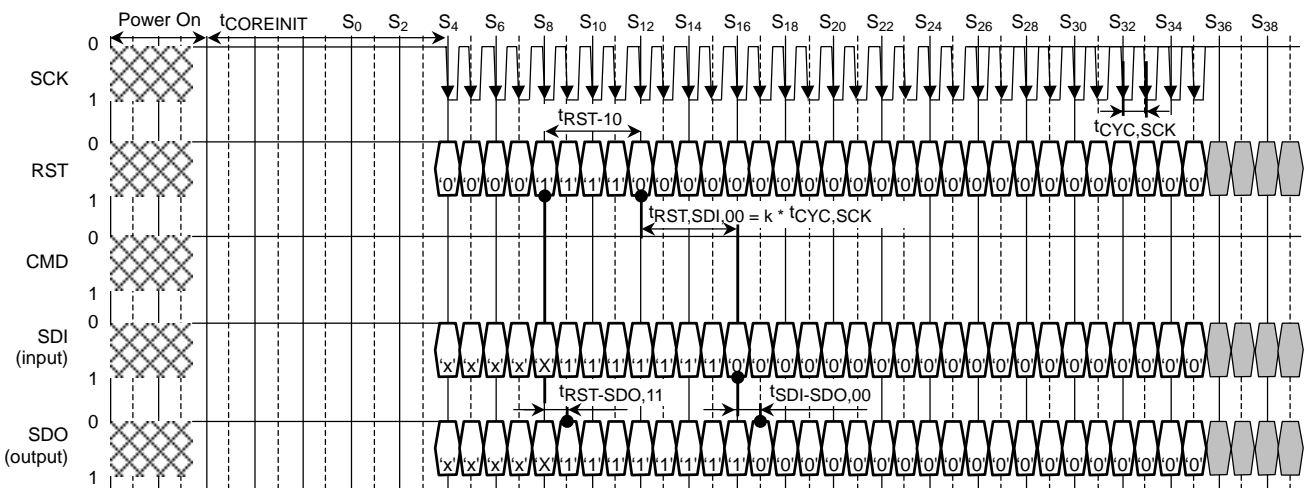 Power On tCOREINIT S0 S2 S4 S6 S8 S10 S12 S14 S16 S18 S20 S22 S24 S26 S28 S30 S32 S34 S36 S38
0
SCK
1
tRST-10
tCYC,SCK
0
RST
‘0’ ‘0’ ‘0’ ‘0’ ‘1’ ‘1’ ‘1’ ‘1’ ‘0’ ‘0’ ‘0’ ‘0’ ‘0’ ‘0’ ‘0’ ‘0’ ‘0’ ‘0’ ‘0’ ‘0’ ‘0’ ‘0’ ‘0’ ‘0’ ‘0’ ‘0’ ‘0’ ‘0’ ‘0’ ‘0’ ‘0’ ‘0’
1
tRST,SDI,00 = k * tCYC,SCK
0
CMD
1
0
SDI
(input)
‘x’ ‘x’ ‘x’ ‘x’ ‘X’ ‘1’ ‘1’ ‘1’ ‘1’ ‘1’ ‘1’ ‘1’ ‘0’ ‘0’ ‘0’ ‘0’ ‘0’ ‘0’ ‘0’ ‘0’ ‘0’ ‘0’ ‘0’ ‘0’ ‘0’ ‘0’ ‘0’ ‘0’ ‘0’ ‘0’ ‘0’ ‘0’
1
tRST-SDO,11 tSDI-SDO,00
0
SDO
(output)
‘x’ ‘x’ ‘x’ ‘x’ ‘X’ ‘1’ ‘1’ ‘1’ ‘1’ ‘1’ ‘1’ ‘1’ ‘1’ ‘0’ ‘0’ ‘0’ ‘0’ ‘0’ ‘0’ ‘0’ ‘0’ ‘0’ ‘0’ ‘0’ ‘0’ ‘0’ ‘0’ ‘0’ ‘0’ ‘0’ ‘0’ ‘0’
1